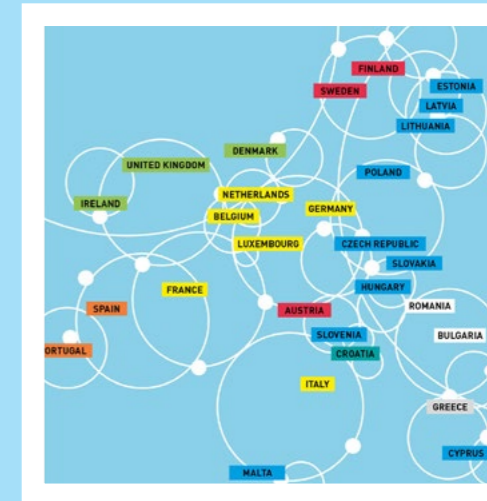 FINLAND
SWEDEN
ESTONIA
LATVIA
LITHUANIA
DENMARK
UNITED KINGDOM
POLAND
NETHERLANDS
IRELAND
GERMANY
BELGIUM
LUXEMBOURG
CZECH REPUBLIC
SLOVAKIA
HUNGARY
FRANCE
ROMANIA
SPAIN
AUSTRIA
SLOVENIA
BULGARIA
ORTUGAL
CROATIA
ITALY
GREECE
CYPRUS
MALTA